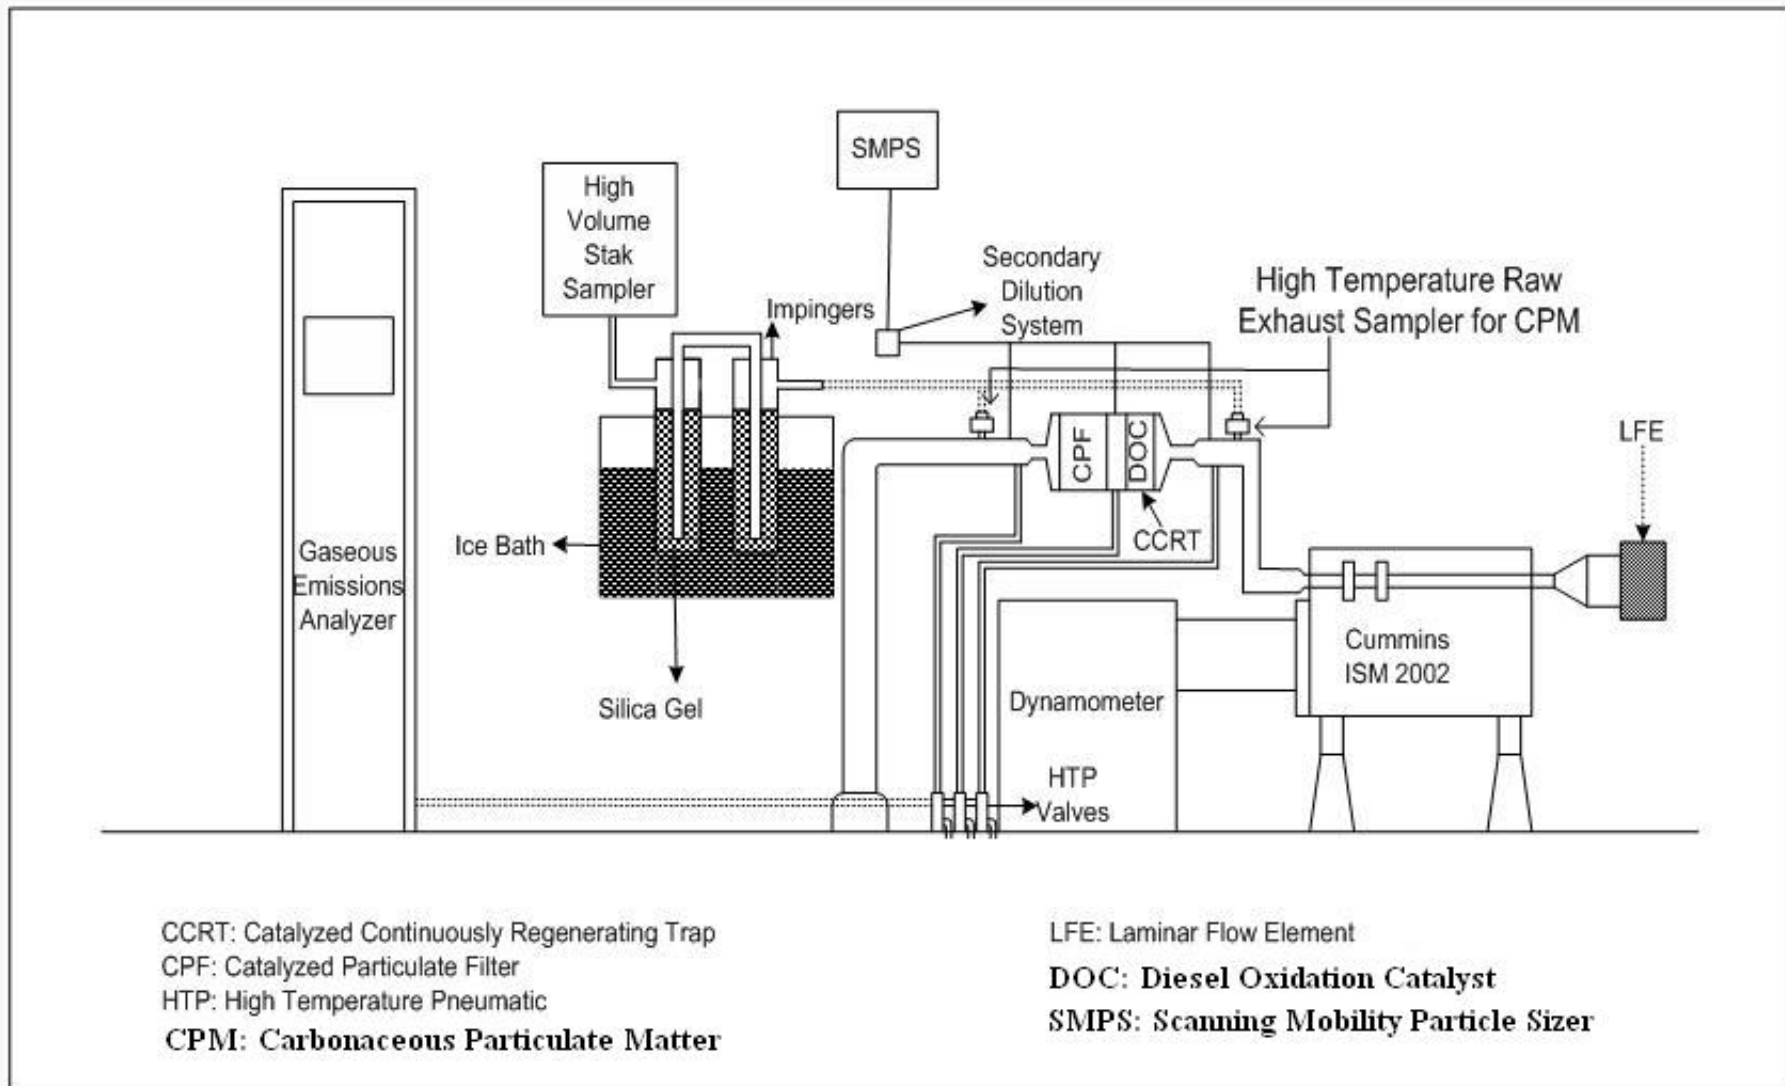 SMPS
High
Volume
Stak
Sampler
Impingers
Secondary
Dilution
System
High Temperature Raw
Exhaust Sampler for CPM
CPF
DOC
CCRT
LFE
Ice Bath
Gaseous
Emissions
Analyzer
Silica Gel
Cummins
ISM 2002
Dynamometer
HTP
Valves
CCRT: Catalyzed Continuously Regenerating Trap
CPF: Catalyzed Particulate Filter
HTP: High Temperature Pneumatic
CPM: Carbonaceous Particulate Matter
LFE: Laminar Flow Element
DOC: Diesel Oxidation Catalyst
SMPS: Scanning Mobility Particle Sizer